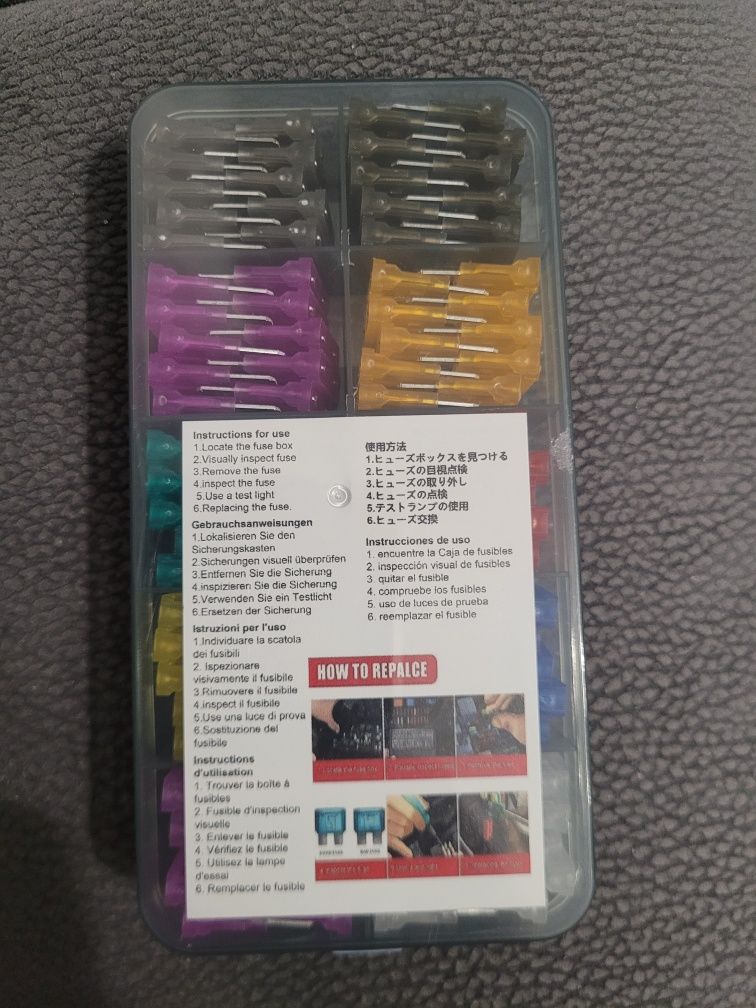 Instructions for use
1.Locate the fuse box
2.Visually inspect fuse
3.Remove the fuse
4.inspect the fuse
5.Use a test light
6.Replacing the fuse.
Gebrauchsanweisungen
1.Lokalisieren Sie den
Sicherungskasten
2.Sicherungen visuell überprüfen
3.Entfernen Sie die Sicherung
4.inspizieren Sie die Sicherung
5.Verwenden Sie ein Testlicht
6.Ersetzen der Sicherung
Istruzioni per l'uso
1.Individuare la scatola
dei fusibili
2. Ispezionare
visivamente il fusibile
3.Rimuovere il fusibile
4.inspect il fusibile
5.Use una luce di prova
6.Sostituzione del
fusibile
Instructions
d'utilisation
1. Trouver la boîte à
fusibles
2. Fusible d'inspection
visuelle
3. Enlever le fusible
4. Vérifiez le fusible
5. Utilisez la lampe
d'essai
6. Remplacer le fusible
使用方法
1.ヒューズボックスを見つける
2.ヒューズの目視点検
3.ヒューズの取り外し
4.ヒューズの点検
5.テストランプの使用
6.ヒューズ交換
Instrucciones de uso
1. encuentre la Caja de fusibles
2. inspección visual de fusibles
3. quitar el fusible
4. compruebe los fusibles
5. uso de luces de prueba
6. reemplazar el fusible
HOW TO REPALCE